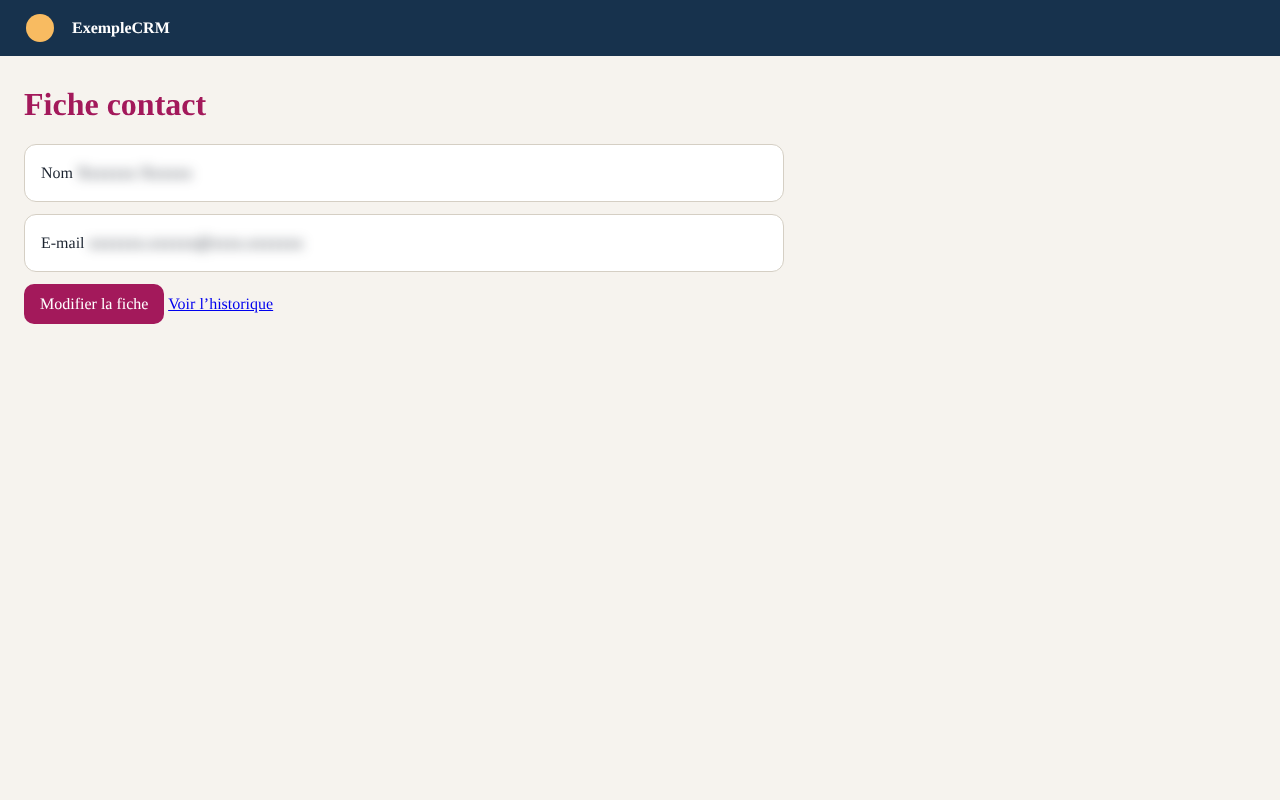 ExempleCRM
Fiche contact
Nom
E-mail
Modifier la fiche Voir l’historique